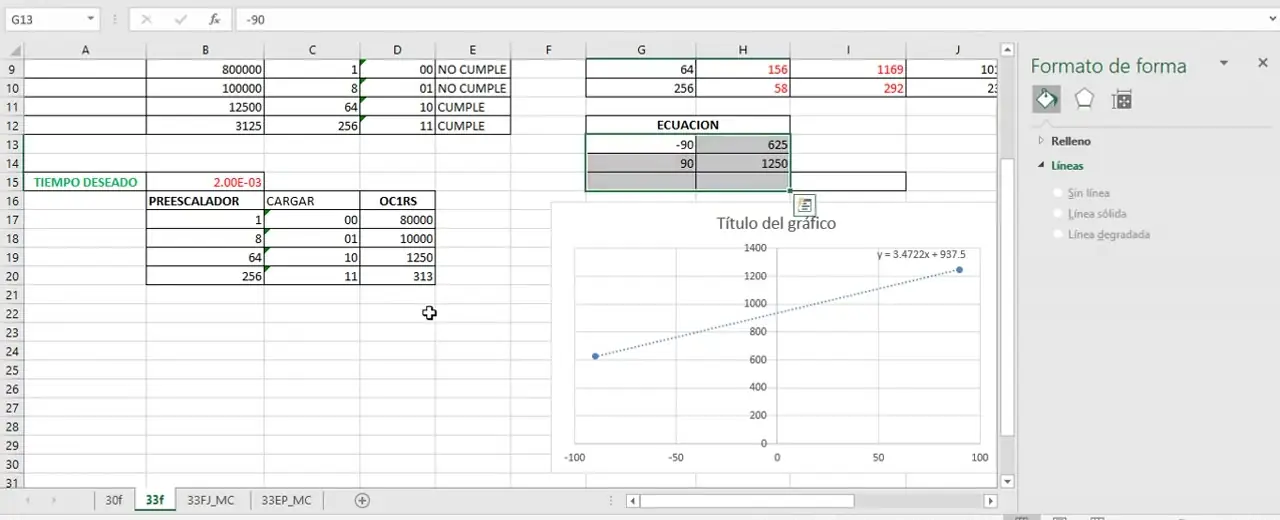 G13 fx -90
A B C D E F G H I J
9 800000 1 00 NO CUMPLE 64 156 1169
10 100000 8 01 NO CUMPLE 256 58 292
11 12500 64 10 CUMPLE
12 3125 256 11 CUMPLE ECUACION
13 -90 625
14 90 1250
15 TIEMPO DESEADO 2.00E-03
16 PREESCALADOR CARGAR OC1RS
17 1 00 80000
18 8 01 10000
19 64 10 1250
20 256 11 313
21
22
23
24
25
26
27
28
29
30
31
Título del gráfico
y = 3.4722x + 937.5
1400
1200
1000
800
600
400
200
0
-100 -50 0 50 100
Formato de forma
Relleno
Líneas
Sin línea
Línea sólida
Línea degradada
30f 33f 33FJ_MC 33EP_MC